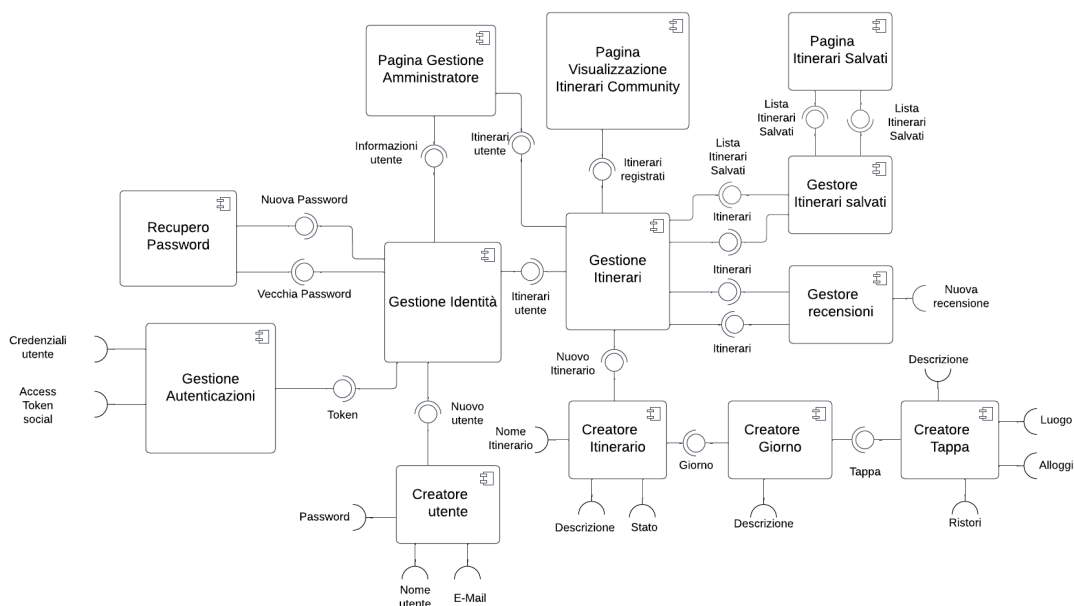 Pagina Gestione
Amministratore
Pagina
Visualizzazione
Itinerari Community
Pagina
Itinerari Salvati
Informazioni
utente
Itinerari
utente
Itinerari
registrati
Lista
Itinerari
Salvati
Lista
Itinerari
Salvati
Lista
Itinerari
Salvati
Itinerari
Gestore
Itinerari salvati
Recupero
Password
Nuova Password
Vecchia Password
Gestione Identità
Itinerari
utente
Gestione
Itinerari
Itinerari
Itinerari
Gestore
recensioni
Nuova
recensione
Credenziali
utente
Access
Token
social
Gestione
Autenticazioni
Token
Nuovo
utente
Nuovo
Itinerario
Nome
Itinerario
Creatore
Itinerario
Giorno
Creatore
Giorno
Tappa
Creatore
Tappa
Descrizione
Luogo
Alloggi
Ristori
Descrizione
Stato
Descrizione
Creatore
utente
Password
Nome
utente
E-Mail